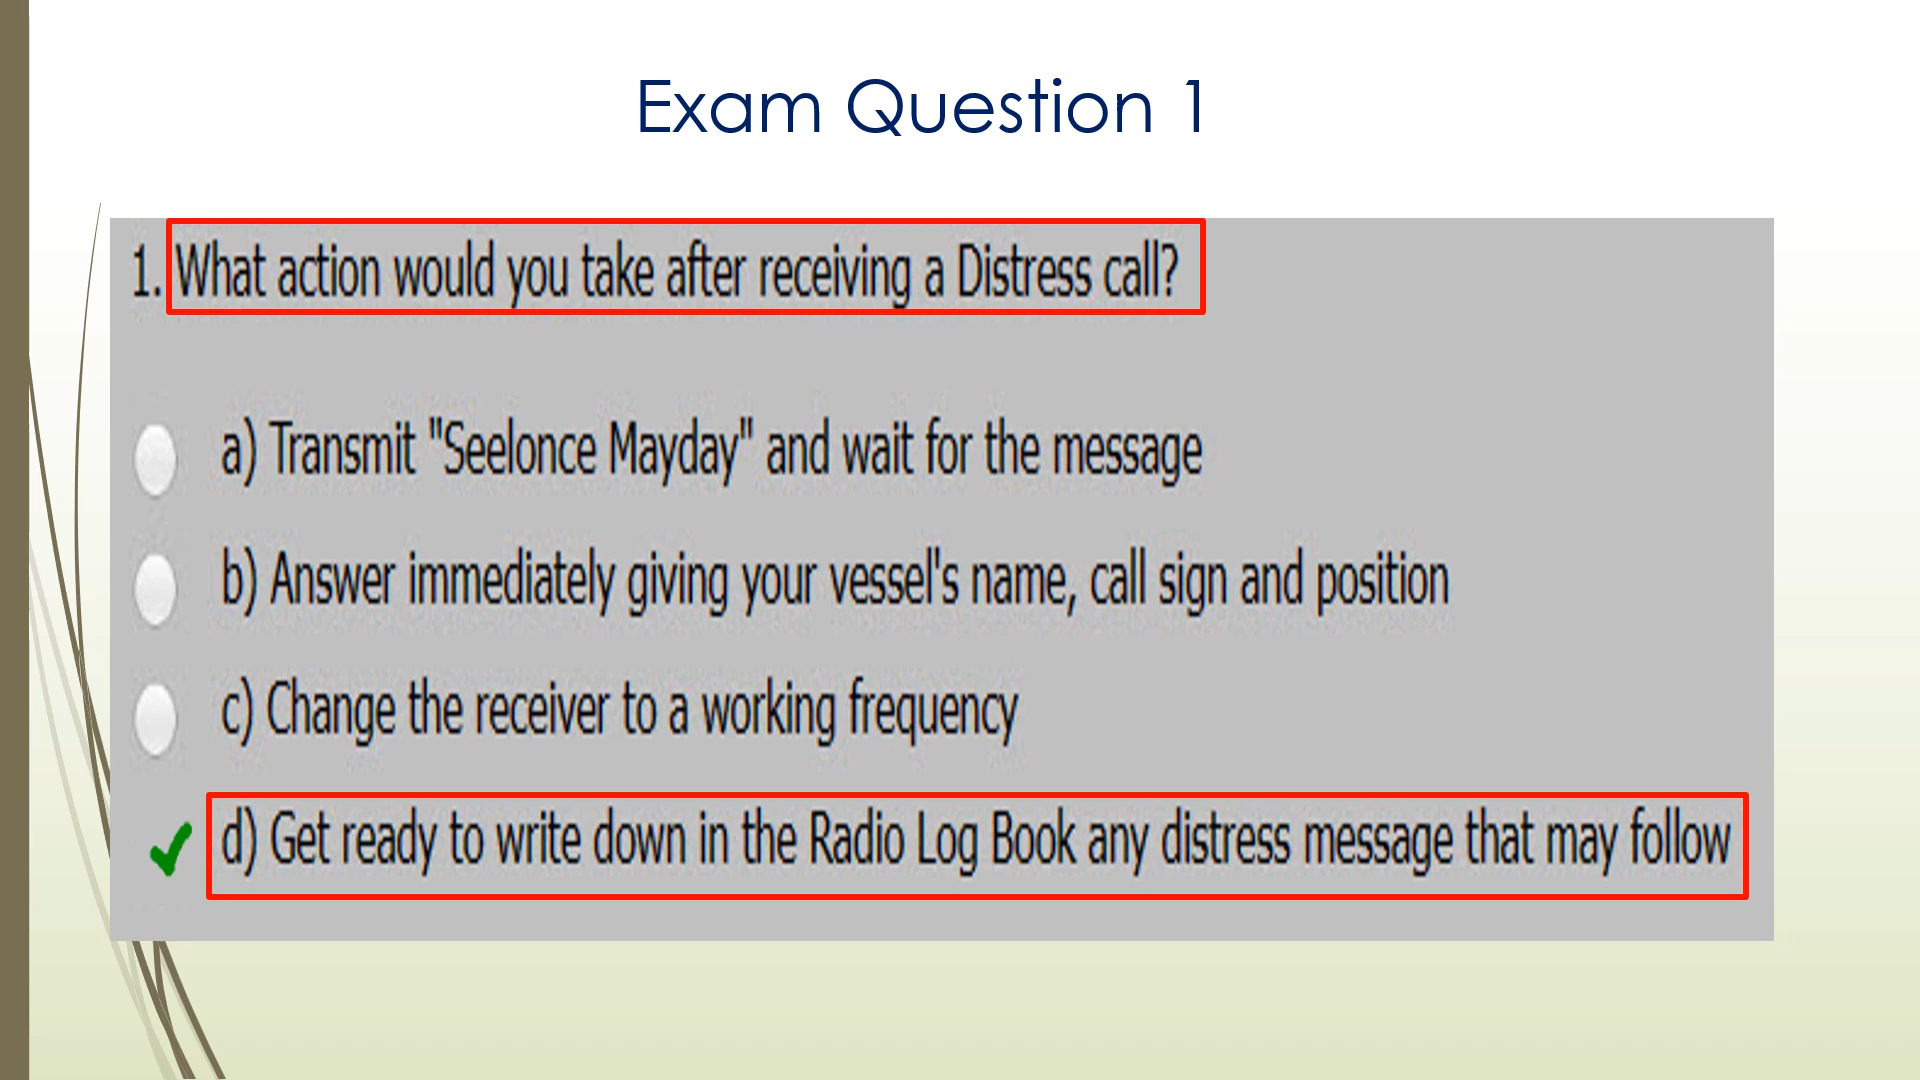 Exam Question 1
1. What action would you take after receiving a Distress call?
a) Transmit "Seelonce Mayday" and wait for the message
b) Answer immediately giving your vessel's name, call sign and position
c) Change the receiver to a working frequency
d) Get ready to write down in the Radio Log Book any distress message that may follow